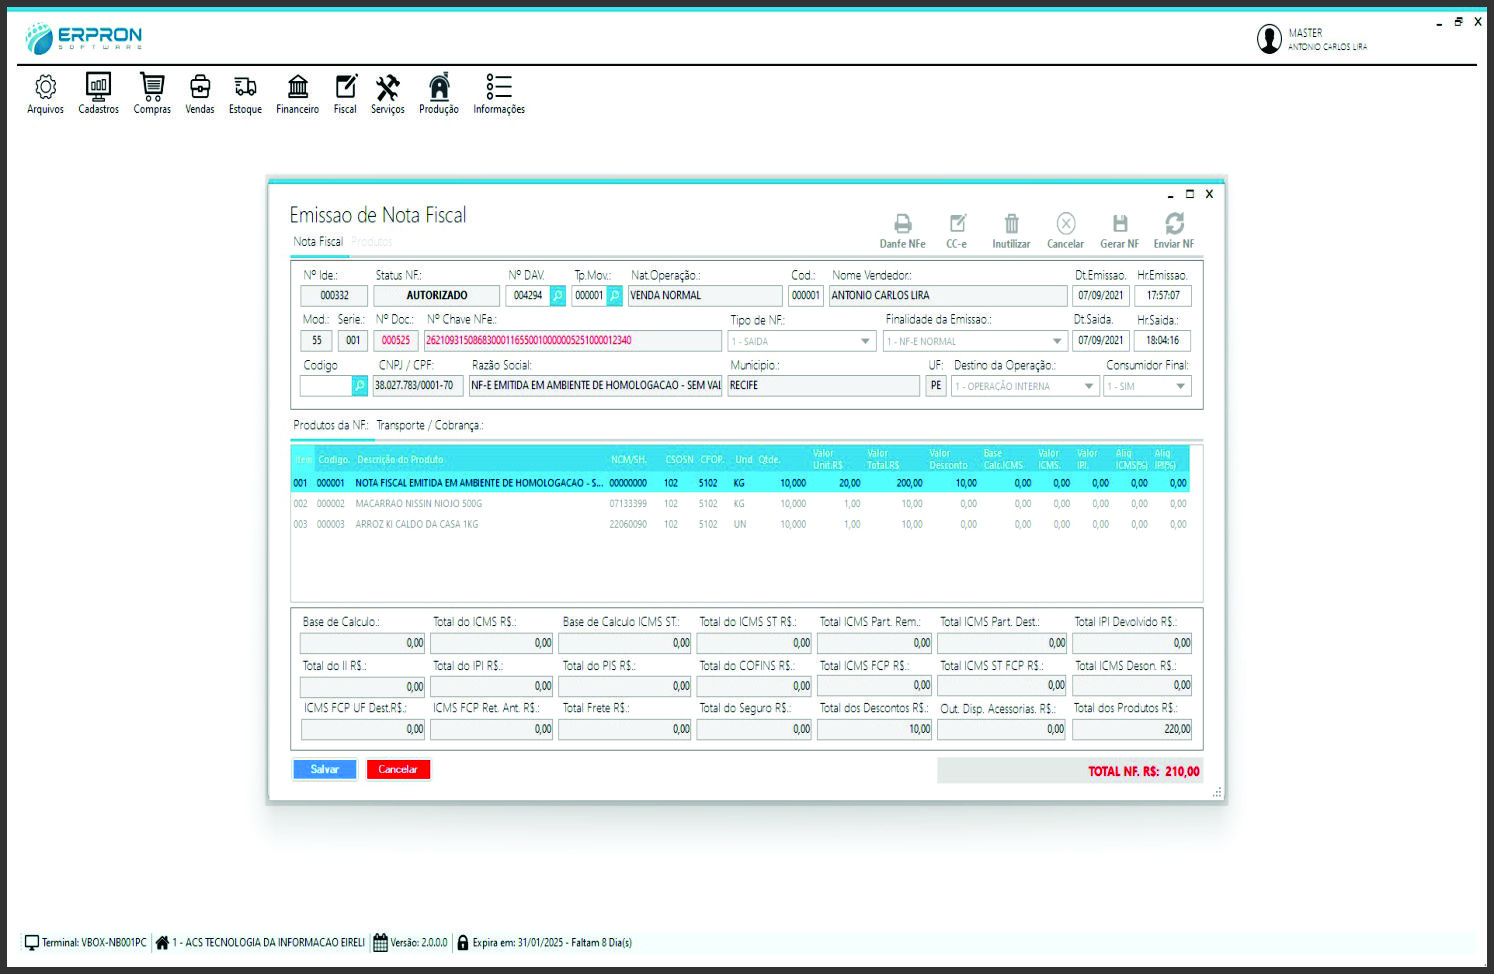 ERPRON
SOFTWARE
MASTER
ANTONIO CARLOS LIRA
Arquivos Cadastros Compras Vendas Estoque Financeiro Fiscal Serviços Produção Informações
Emissao de Nota Fiscal
Nota Fiscal Produtos
Danfe NFe CC-e Inutilizar Cancelar Gerar NF Enviar NF
Nº Ide.: Status NF.: Nº DAV. Tp.Mov.: Nat.Operação.: Cod.: Nome Vendedor.: Dt.Emissao. Hr.Emissao.
000332 AUTORIZADO 004294 000001 VENDA NORMAL 000001 ANTONIO CARLOS LIRA 07/09/2021 17:57:07
Mod.: Serie.: Nº Doc.: Nº Chave NFe.: Tipo de NF.: Finalidade da Emissao.: Dt.Saida. Hr.Saida.:
55 001 000525 26210931508683000116550010000005251000012340 1 - SAIDA 1 - NF-E NORMAL 07/09/2021 18:04:16
Codigo CNPJ / CPF: Razão Social: Municipio.: UF: Destino da Operação.: Consumidor Final:
38.027.783/0001-70 NF-E EMITIDA EM AMBIENTE DE HOMOLOGACAO - SEM VAL RECIFE PE 1 - OPERAÇÃO INTERNA 1 - SIM
Produtos da NF.: Transporte / Cobrança.:
Item Codigo. Descrição do Produto NCM/SH. CSOSN CFOP. Und Qtde. Valor Unit.R$ Valor Total.R$ Valor Desconto Base Calc.ICMS Valor ICMS. Valor IPI. Aliq ICMS(%) Aliq IPI(%)
001 000001 NOTA FISCAL EMITIDA EM AMBIENTE DE HOMOLOGACAO - S... 00000000 102 5102 KG 10,000 20,00 200,00 10,00 0,00 0,00 0,00 0,00 0,00
002 000002 MACARRAO NISSIN NIOJO 500G 07133399 102 5102 KG 10,000 1,00 10,00 0,00 0,00 0,00 0,00 0,00 0,00
003 000003 ARROZ KI CALDO DA CASA 1KG 22060090 102 5102 UN 10,000 1,00 10,00 0,00 0,00 0,00 0,00 0,00 0,00
Base de Calculo.: Total do ICMS R$.: Base de Calculo ICMS ST.: Total do ICMS ST R$.: Total ICMS Part. Rem.: Total ICMS Part. Dest.: Total IPI Devolvido R$.:
0,00 0,00 0,00 0,00 0,00 0,00 0,00
Total do II R$.: Total do IPI R$.: Total do PIS R$.: Total do COFINS R$.: Total ICMS FCP R$.: Total ICMS ST FCP R$.: Total ICMS Deson. R$.:
0,00 0,00 0,00 0,00 0,00 0,00 0,00
ICMS FCP UF Dest.R$.: ICMS FCP Ret. Ant. R$.: Total Frete R$.: Total do Seguro R$.: Total dos Descontos R$.: Out. Disp. Acessorias. R$.: Total dos Produtos R$.:
0,00 0,00 0,00 0,00 10,00 0,00 220,00
Salvar Cancelar TOTAL NF. R$: 210,00
Terminal: VBOX-NB001PC 1 - ACS TECNOLOGIA DA INFORMACAO EIRELI Versão: 2.0.0.0 Expira em: 31/01/2025 - Faltam 8 Dia(s)